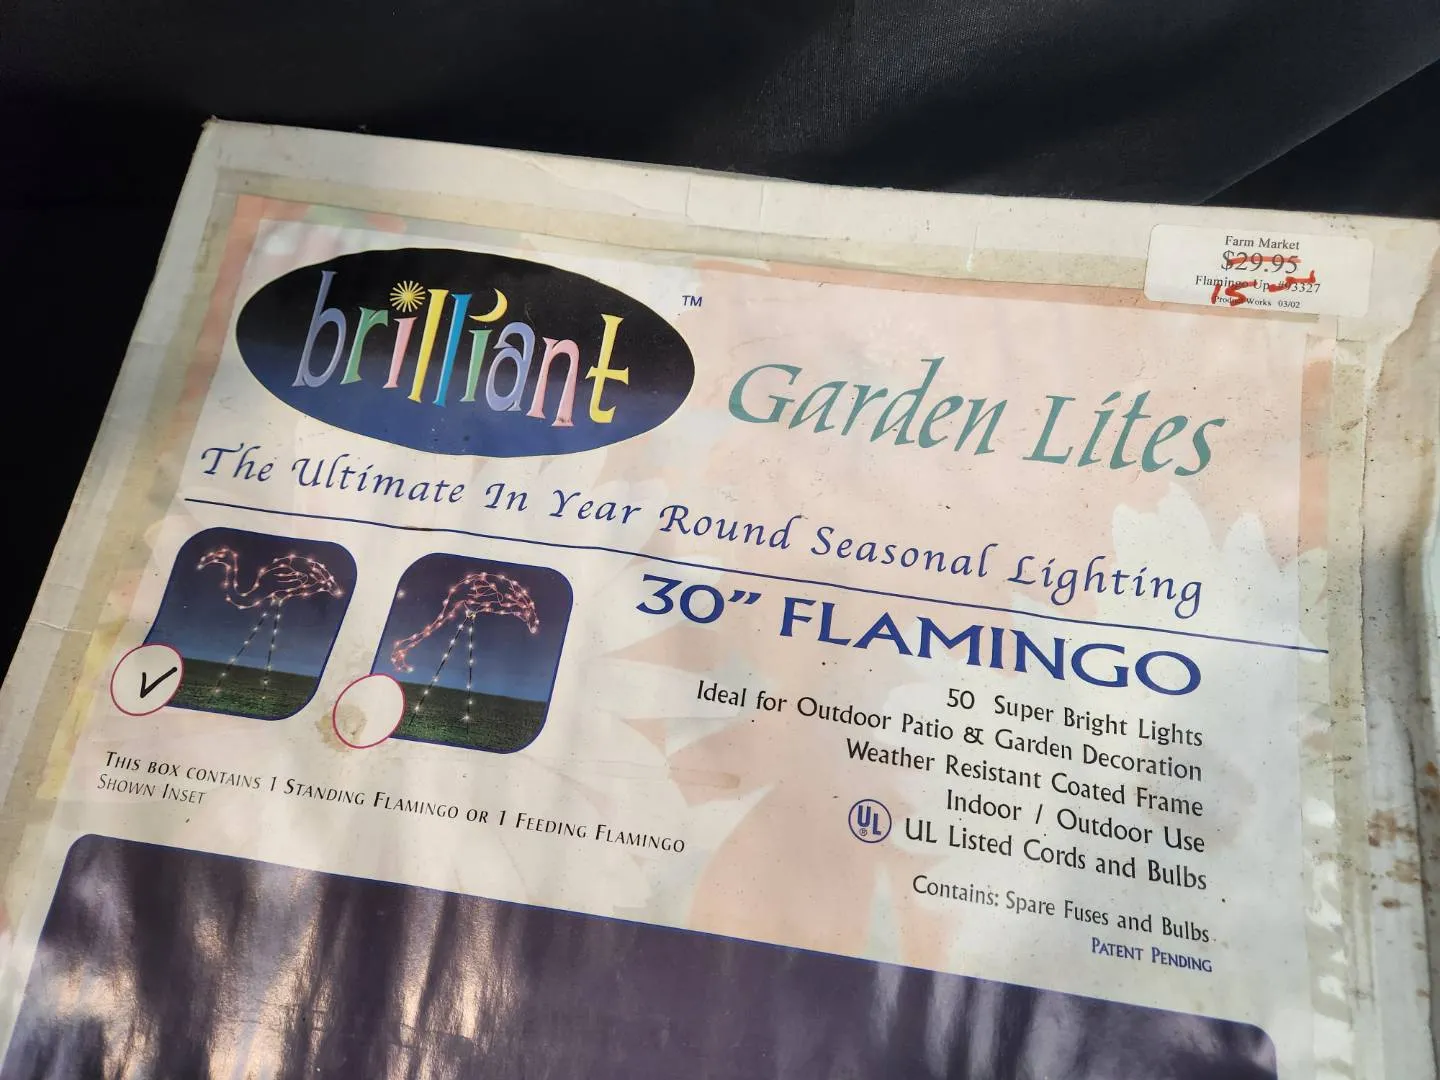 Farm Market
$29.95
Flamingo Up #93327
15-
Product Works 03/02
brilliant TM
Garden Lites
The Ultimate In Year Round Seasonal Lighting
30" FLAMINGO
50 Super Bright Lights
Ideal for Outdoor Patio & Garden Decoration
Weather Resistant Coated Frame
Indoor / Outdoor Use
UL ® UL Listed Cords and Bulbs
Contains: Spare Fuses and Bulbs
PATENT PENDING
THIS BOX CONTAINS 1 STANDING FLAMINGO OR 1 FEEDING FLAMINGO
SHOWN INSET